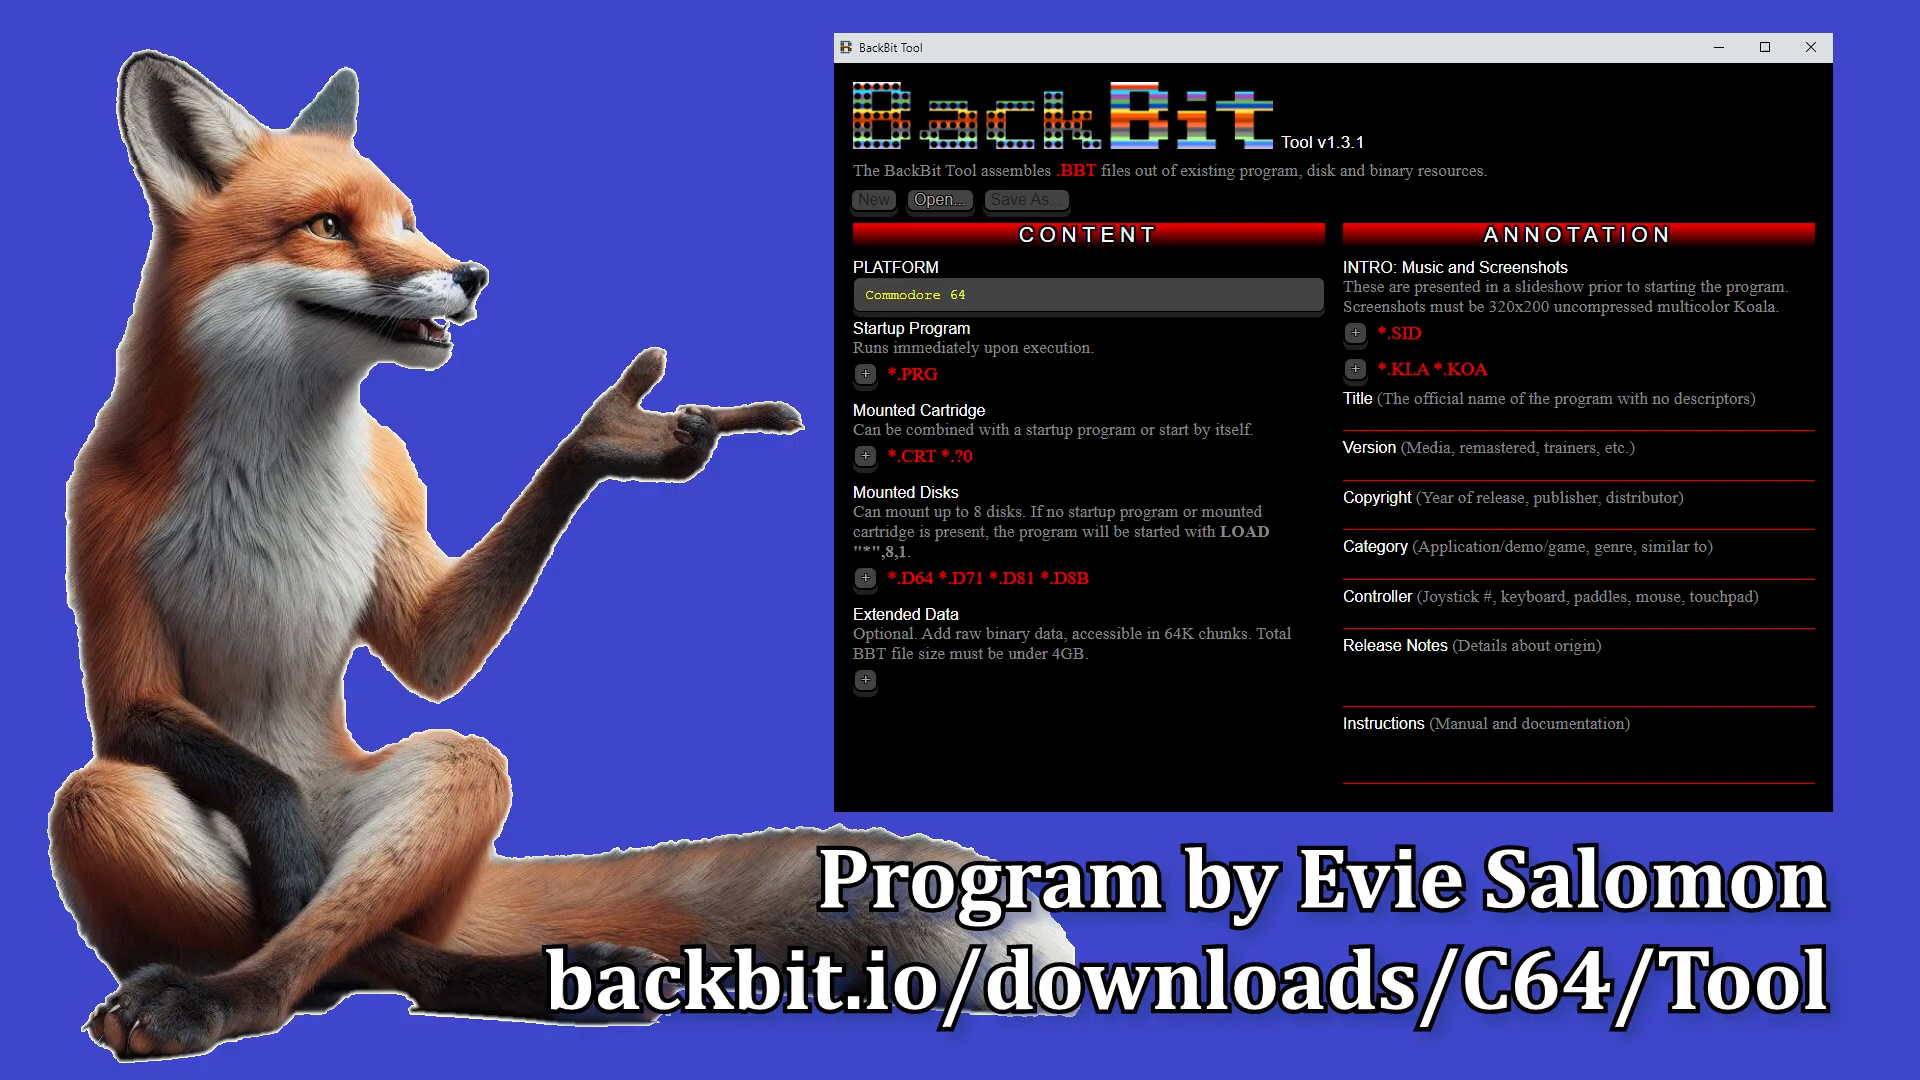 BackBit Tool
BackBit Tool v1.3.1
The BackBit Tool assembles .BBT files out of existing program, disk and binary resources.
New Open... Save As...
CONTENT
PLATFORM
Commodore 64
Startup Program
Runs immediately upon execution.
+ *.PRG
Mounted Cartridge
Can be combined with a startup program or start by itself.
+ *.CRT *.?0
Mounted Disks
Can mount up to 8 disks. If no startup program or mounted
cartridge is present, the program will be started with LOAD
"*",8,1.
+ *.D64 *.D71 *.D81 *.D8B
Extended Data
Optional. Add raw binary data, accessible in 64K chunks. Total
BBT file size must be under 4GB.
+
ANNOTATION
INTRO: Music and Screenshots
These are presented in a slideshow prior to starting the program.
Screenshots must be 320x200 uncompressed multicolor Koala.
+ *.SID
+ *.KLA *.KOA
Title (The official name of the program with no descriptors)
Version (Media, remastered, trainers, etc.)
Copyright (Year of release, publisher, distributor)
Category (Application/demo/game, genre, similar to)
Controller (Joystick #, keyboard, paddles, mouse, touchpad)
Release Notes (Details about origin)
Instructions (Manual and documentation)
Program by Evie Salomon
backbit.io/downloads/C64/Tool